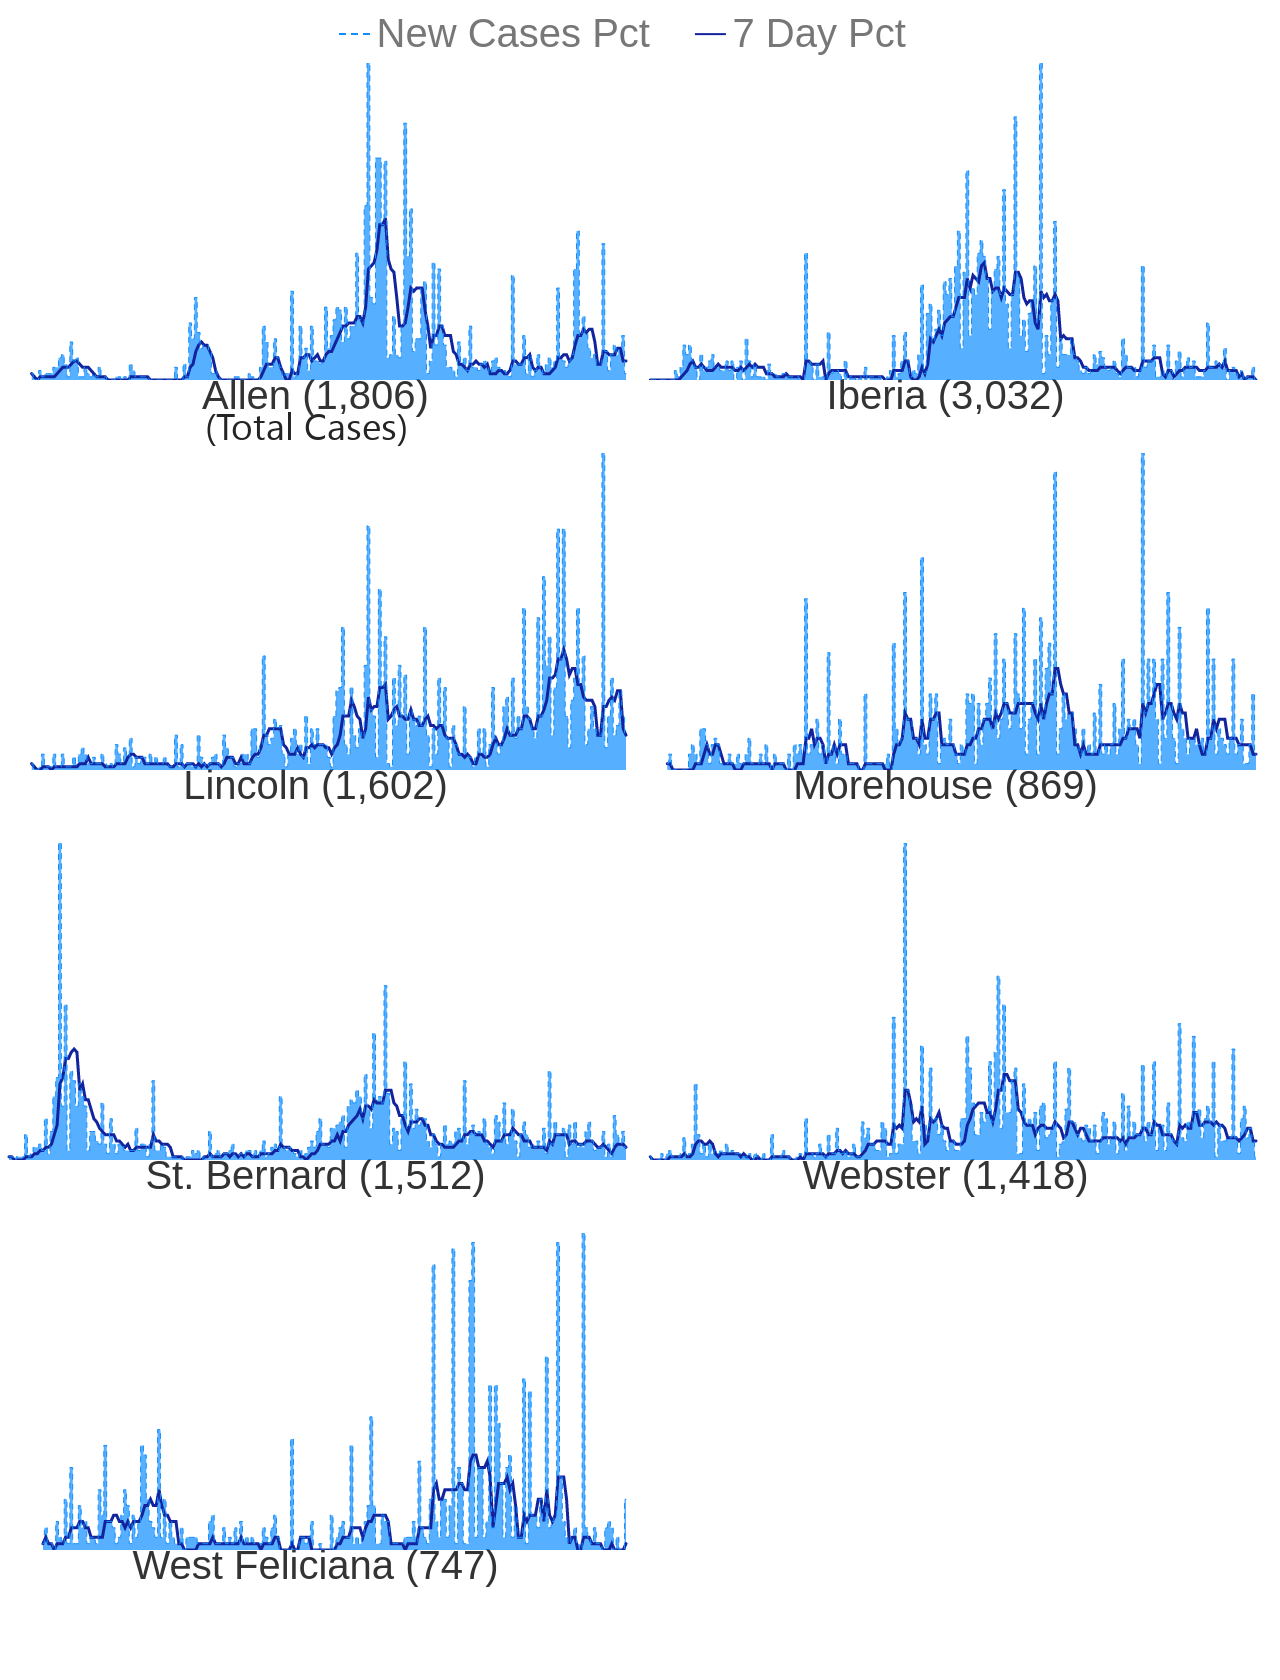 New Cases Pct 7 Day Pct
Allen (1,806) Iberia (3,032)
(Total Cases)
Lincoln (1,602) Morehouse (869)
St. Bernard (1,512) Webster (1,418)
West Feliciana (747)